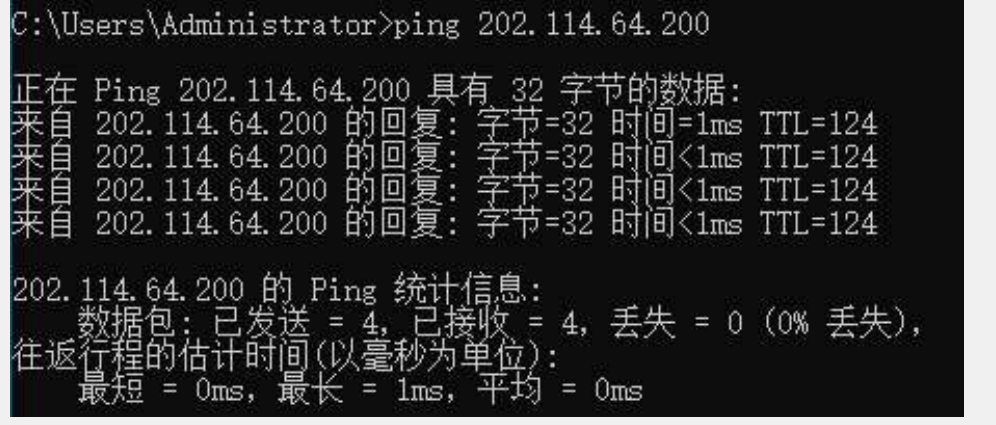 C:\Users\Administrator>ping 202.114.64.200
正在 Ping 202.114.64.200 具有 32 字节的数据:
来自 202.114.64.200 的回复: 字节=32 时间=1ms TTL=124
来自 202.114.64.200 的回复: 字节=32 时间<1ms TTL=124
来自 202.114.64.200 的回复: 字节=32 时间<1ms TTL=124
来自 202.114.64.200 的回复: 字节=32 时间<1ms TTL=124
202.114.64.200 的 Ping 统计信息:
数据包: 已发送 = 4, 已接收 = 4, 丢失 = 0 (0% 丢失),
往返行程的估计时间(以毫秒为单位):
最短 = 0ms, 最长 = 1ms, 平均 = 0ms